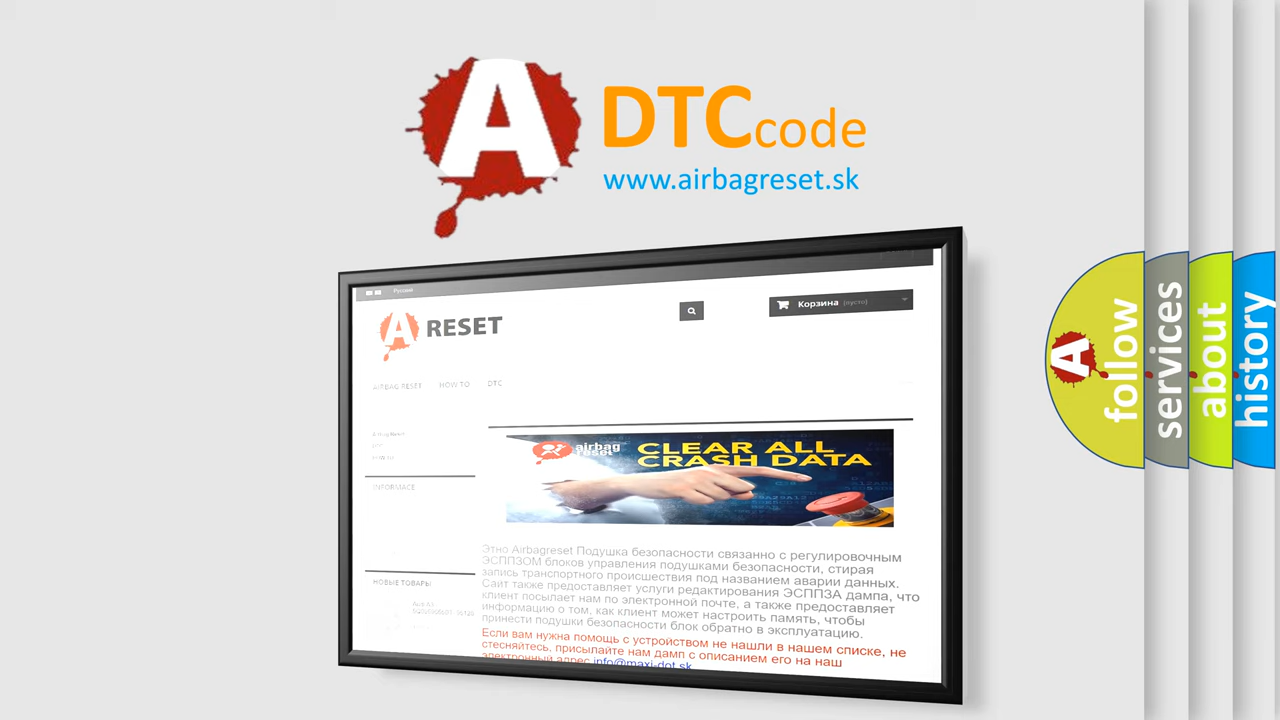 A DTCcode
www.airbagreset.sk
Русский
Корзина (пусто)
A RESET
AIRBAG RESET HOW TO DTC
Airbag Reset
DTC
HOW TO
INFORMACE
airbag
reset
CLEAR ALL
CRASH DATA
Этно Airbagreset Подушка безопасности связанно с регулировочным
ЭСППЗОМ блоков управления подушками безопасности, стирая
запись транспортного происшествия под названием аварии данных.
Сайт также предоставляет услуги редактирования ЭСППЗА дампа, что
клиент посылает нам по электронной почте, а также предоставляет
информацию о том, как клиент может настроить память, чтобы
принести подушки безопасности блок обратно в эксплуатацию.
Если вам нужна помощь с устройством не нашли в нашем списке, не
стесняйтесь, присылайте нам дамп с описанием его на наш
электронный адрес info@maxi-dot.sk
НОВЫЕ ТОВАРЫ
A follow
services
about
history